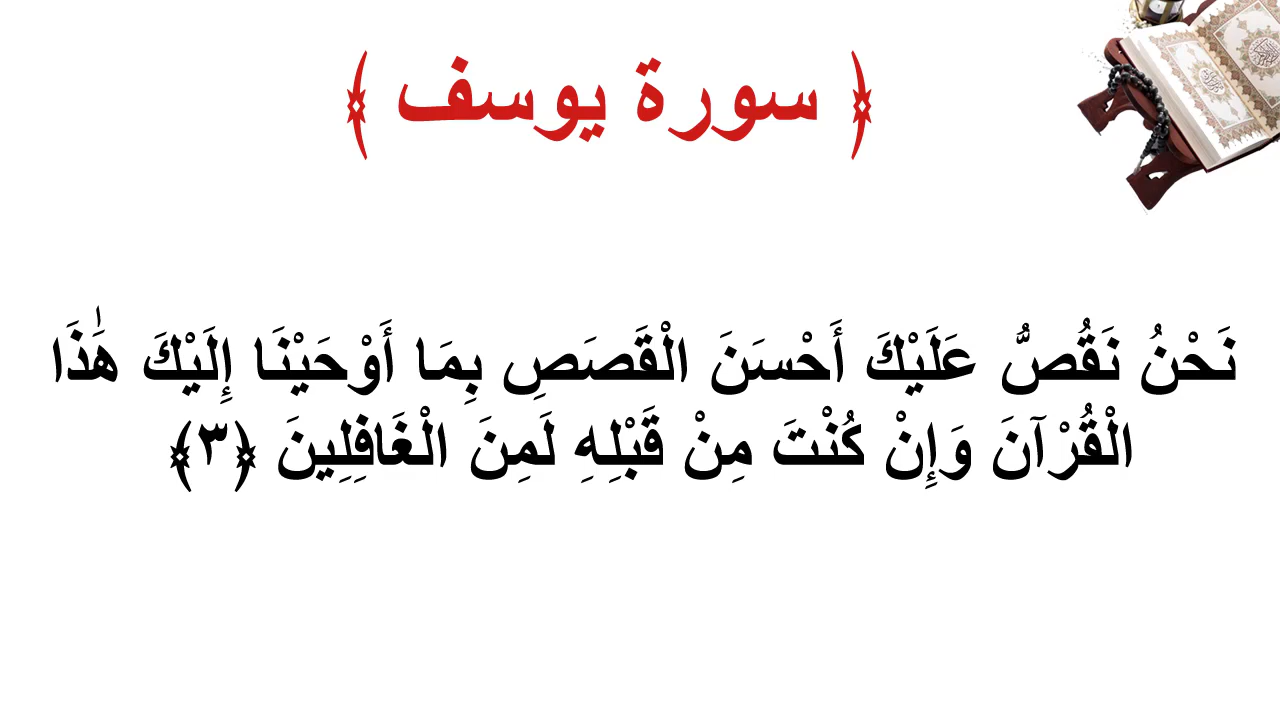 ﴿ سورة يوسف ﴾
نَحْنُ نَقُصُّ عَلَيْكَ أَحْسَنَ الْقَصَصِ بِمَا أَوْحَيْنَا إِلَيْكَ هَٰذَا
الْقُرْآنَ وَإِنْ كُنْتَ مِنْ قَبْلِهِ لَمِنَ الْغَافِلِينَ ﴿٣﴾